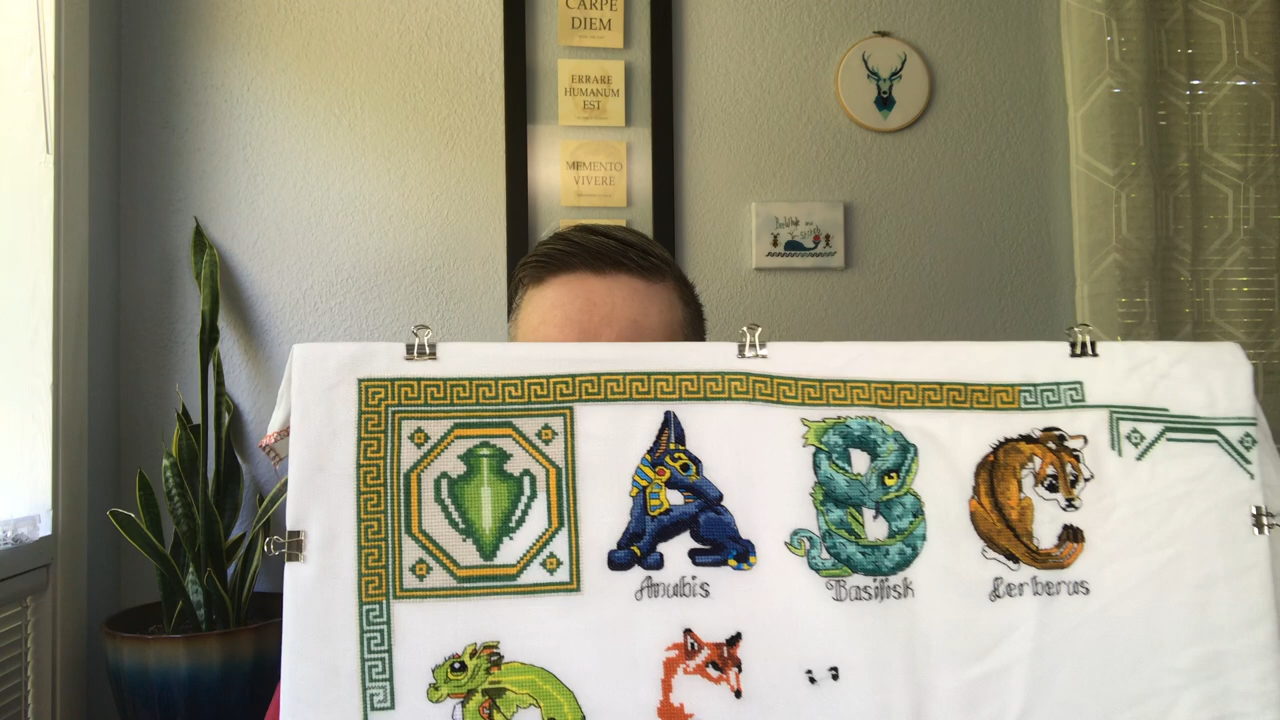 CARPE
DIEM
ERRARE
HUMANUM
EST
MEMENTO
VIVERE
Anubis
Basilisk
Cerberus